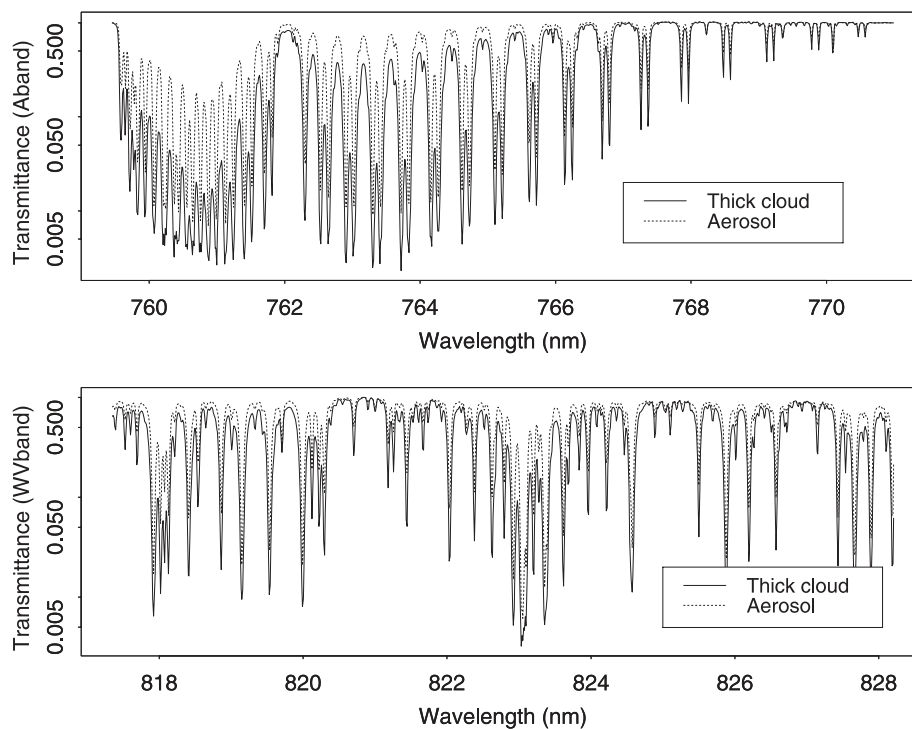 Transmittance (Aband)
0.500
0.050
0.005
Thick cloud
Aerosol
760 762 764 766 768 770
Wavelength (nm)
Transmittance (WVband)
0.500
0.050
0.005
Thick cloud
Aerosol
818 820 822 824 826 828
Wavelength (nm)